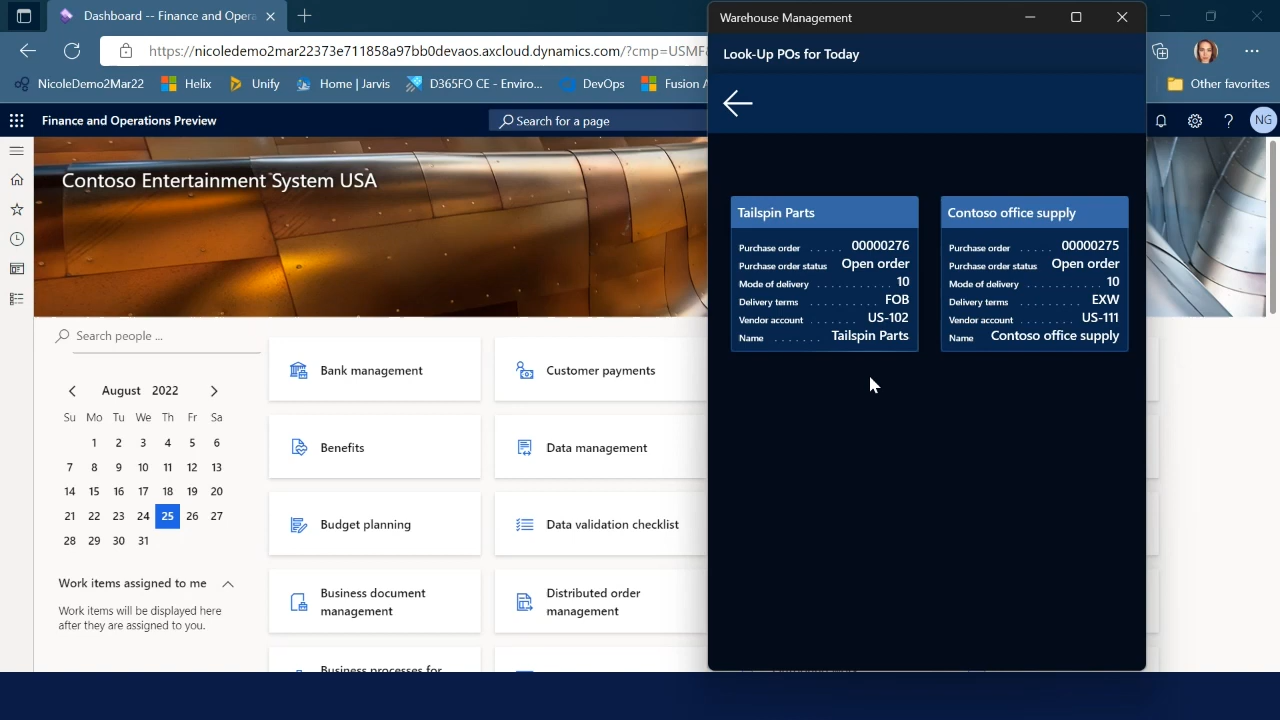 Dashboard -- Finance and Opera
Warehouse Management
https://nicoledemo2mar22373e711858a97bb0devaos.axcloud.dynamics.com/?cmp=USMF
Look-Up POs for Today
NicoleDemo2Mar22
Helix
Unify
Home | Jarvis
D365FO CE - Enviro...
DevOps
Fusion
Other favorites
Finance and Operations Preview
Search for a page
NG
Contoso Entertainment System USA
Tailspin Parts
Purchase order . . . . . 00000276
Purchase order status Open order
Mode of delivery . . . . . . . . . . . 10
Delivery terms . . . . . . . . . . . FOB
Vendor account . . . . . . . US-102
Name . . . . . . . Tailspin Parts
Contoso office supply
Purchase order . . . . . 00000275
Purchase order status Open order
Mode of delivery . . . . . . . . . . . 10
Delivery terms . . . . . . . . . . . EXW
Vendor account . . . . . . . US-111
Name Contoso office supply
Search people ...
August 2022
Su Mo Tu We Th Fr Sa
1 2 3 4 5 6
7 8 9 10 11 12 13
14 15 16 17 18 19 20
21 22 23 24 25 26 27
28 29 30 31
Work items assigned to me
Work items will be displayed here
after they are assigned to you.
Bank management
Customer payments
Benefits
Data management
Budget planning
Data validation checklist
Business document
management
Distributed order
management
Business processes for